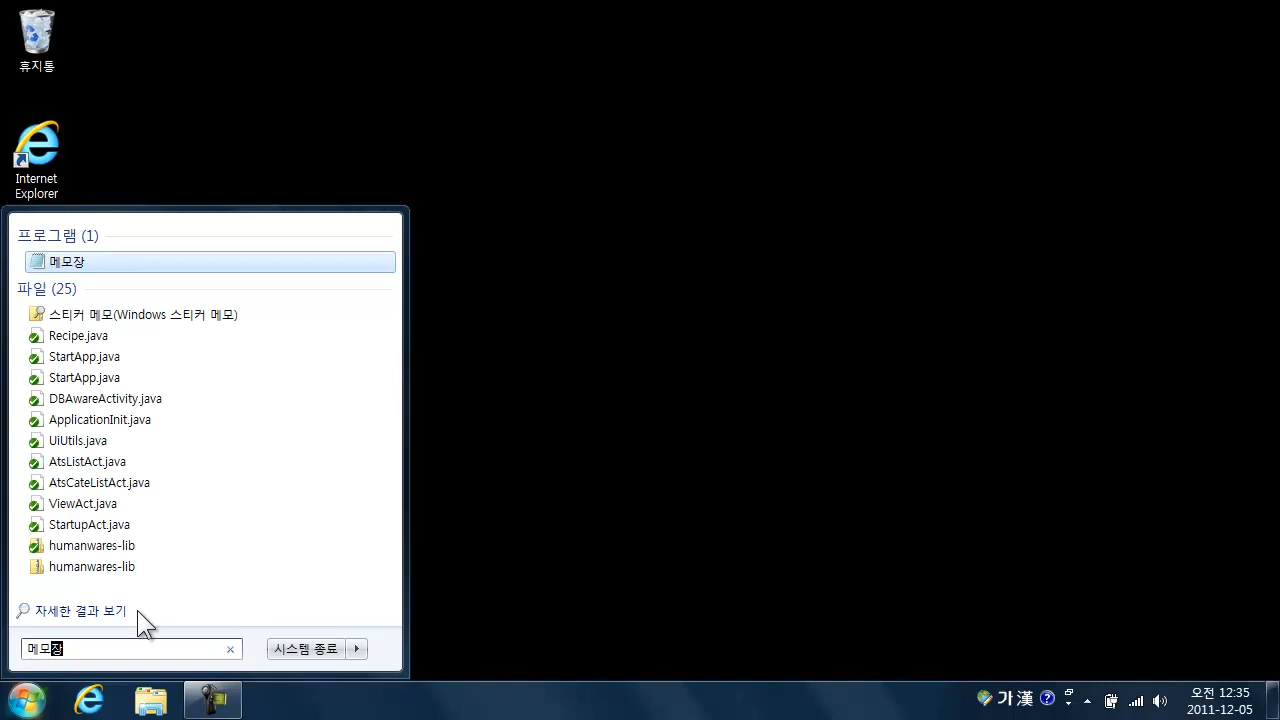 휴지통
Internet
Explorer
프로그램 (1)
메모장
파일 (25)
스티커 메모(Windows 스티커 메모)
Recipe.java
StartApp.java
StartApp.java
DBAwareActivity.java
ApplicationInit.java
UiUtils.java
AtsListAct.java
AtsCateListAct.java
ViewAct.java
StartupAct.java
humanwares-lib
humanwares-lib
자세한 결과 보기
메모장
시스템 종료
가 漢
오전 12:35
2011-12-05